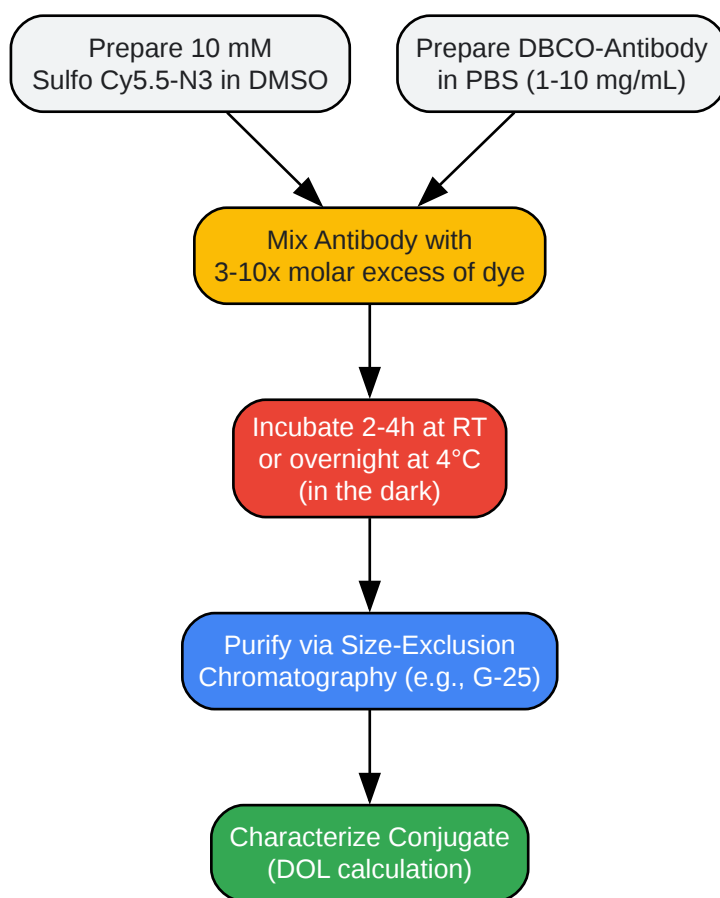 Prepare 10 mM
Sulfo Cy5.5-N3 in DMSO
Prepare DBCO-Antibody
in PBS (1-10 mg/mL)
Mix Antibody with
3-10x molar excess of dye
Incubate 2-4h at RT
or overnight at 4°C
(in the dark)
Purify via Size-Exclusion
Chromatography (e.g., G-25)
Characterize Conjugate
(DOL calculation)